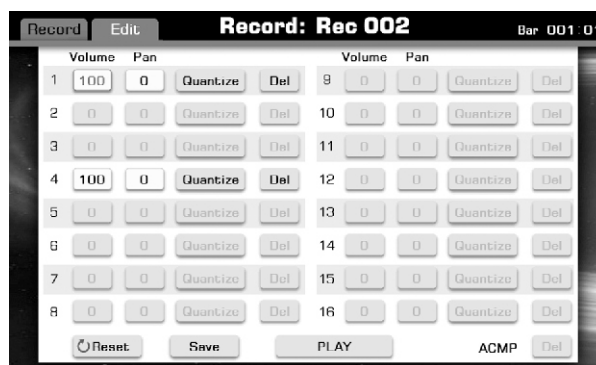 Record Edit Record: Rec 002 Bar 001:01
Volume Pan Volume Pan
1 100 0 Quantize Del 9 0 0 Quantize Del
2 0 0 Quantize Del 10 0 0 Quantize Del
3 0 0 Quantize Del 11 0 0 Quantize Del
4 100 0 Quantize Del 12 0 0 Quantize Del
5 0 0 Quantize Del 13 0 0 Quantize Del
6 0 0 Quantize Del 14 0 0 Quantize Del
7 0 0 Quantize Del 15 0 0 Quantize Del
8 0 0 Quantize Del 16 0 0 Quantize Del
Reset Save PLAY ACMP Del